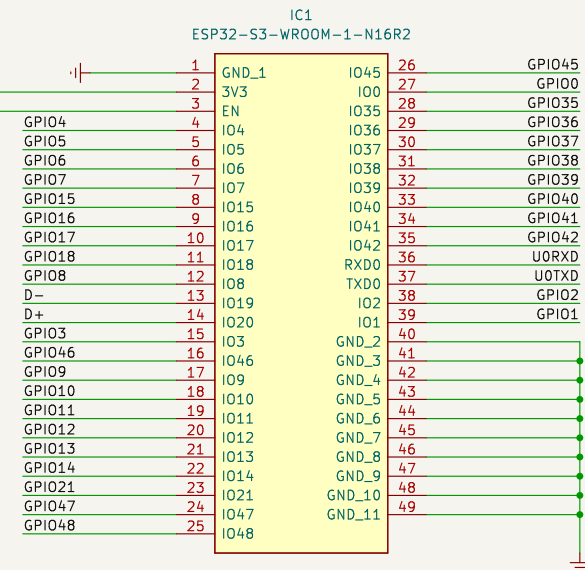 IC1
ESP32-S3-WROOM-1-N16R2
1 GND_1 IO45 26 GPIO45
2 3V3 IO0 27 GPIO0
3 EN IO35 28 GPIO35
GPIO4 4 IO4 IO36 29 GPIO36
GPIO5 5 IO5 IO37 30 GPIO37
GPIO6 6 IO6 IO38 31 GPIO38
GPIO7 7 IO7 IO39 32 GPIO39
GPIO15 8 IO15 IO40 33 GPIO40
GPIO16 9 IO16 IO41 34 GPIO41
GPIO17 10 IO17 IO42 35 GPIO42
GPIO18 11 IO18 RXD0 36 U0RXD
GPIO8 12 IO8 TXD0 37 U0TXD
D- 13 IO19 IO2 38 GPIO2
D+ 14 IO20 IO1 39 GPIO1
GPIO3 15 IO3 GND_2 40
GPIO46 16 IO46 GND_3 41
GPIO9 17 IO9 GND_4 42
GPIO10 18 IO10 GND_5 43
GPIO11 19 IO11 GND_6 44
GPIO12 20 IO12 GND_7 45
GPIO13 21 IO13 GND_8 46
GPIO14 22 IO14 GND_9 47
GPIO21 23 IO21 GND_10 48
GPIO47 24 IO47 GND_11 49
GPIO48 25 IO48